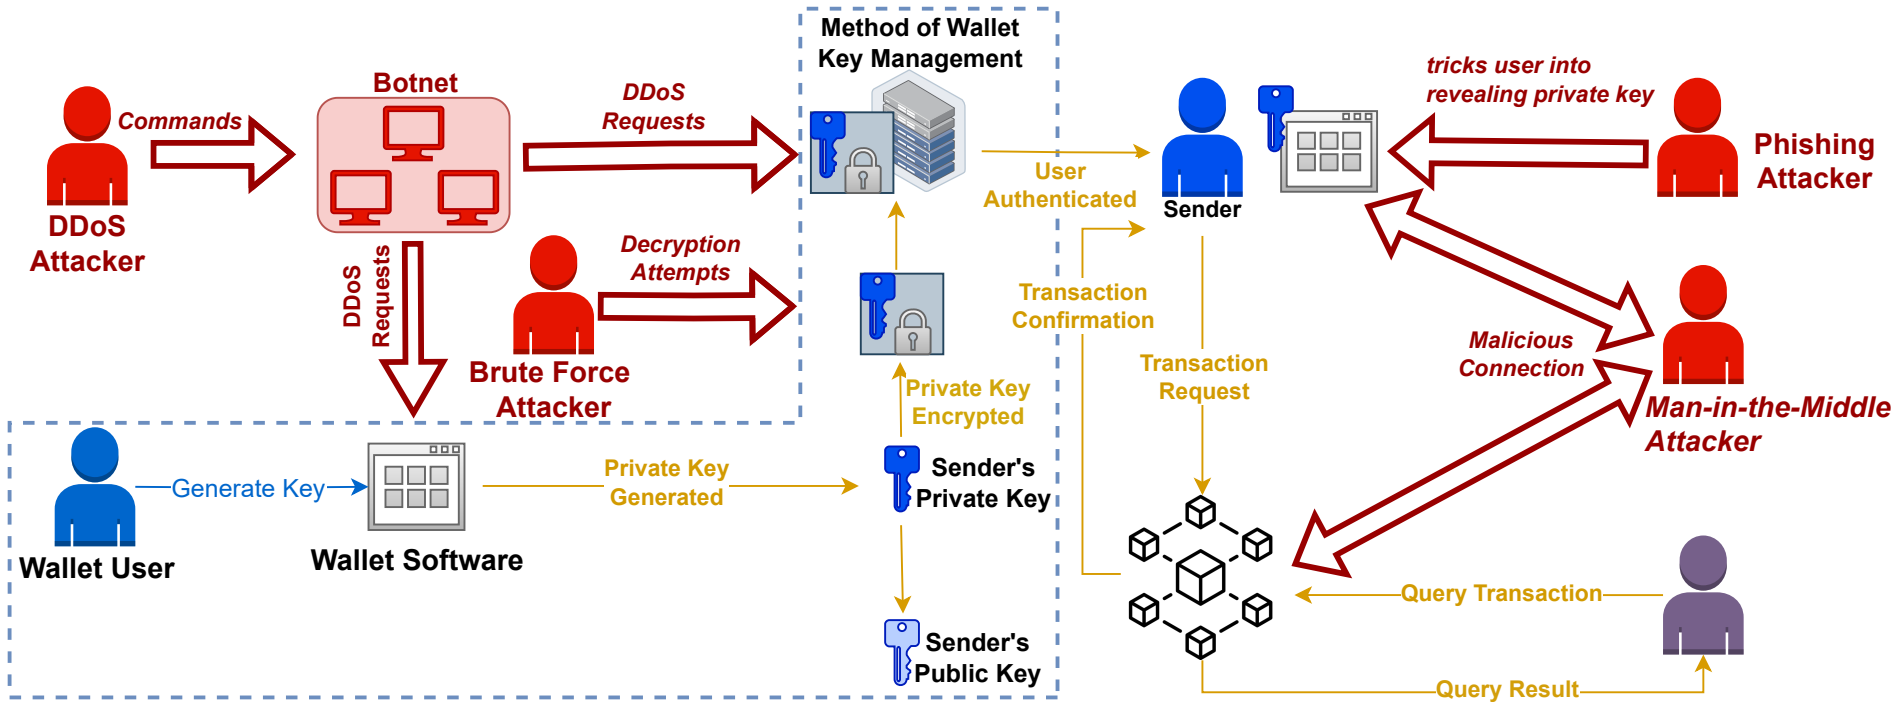 Method of Wallet
Key Management
Botnet
Commands
DDoS
Requests
tricks user into
revealing private key
Phishing
Attacker
DDoS
Attacker
User
Authenticated
Sender
DDoS
Requests
Decryption
Attempts
Brute Force
Attacker
Transaction
Confirmation
Transaction
Request
Malicious
Connection
Man-in-the-Middle
Attacker
Private Key
Encrypted
Generate Key
Private Key
Generated
Sender's
Private Key
Wallet User
Wallet Software
Sender's
Public Key
Query Transaction
Query Result